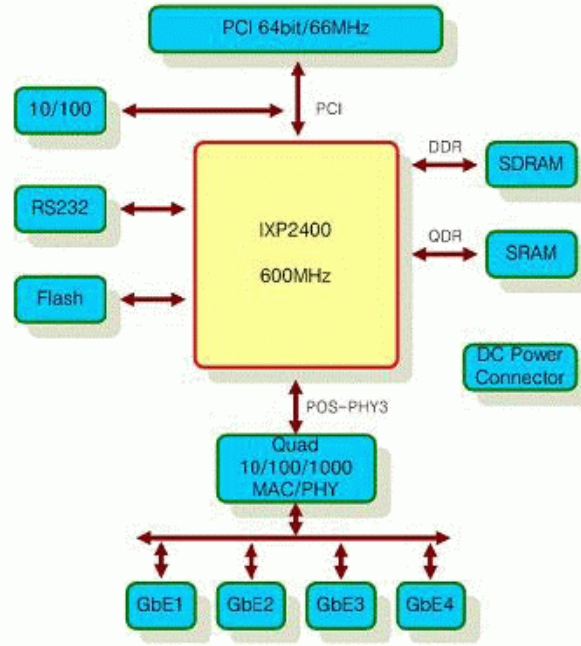 PCI 64bit/66MHz
10/100
PCI
DDR
SDRAM
RS232
IXP2400
600MHz
QDR
SRAM
Flash
DC Power
Connector
POS-PHY3
Quad
10/100/1000
MAC/PHY
GbE1
GbE2
GbE3
GbE4